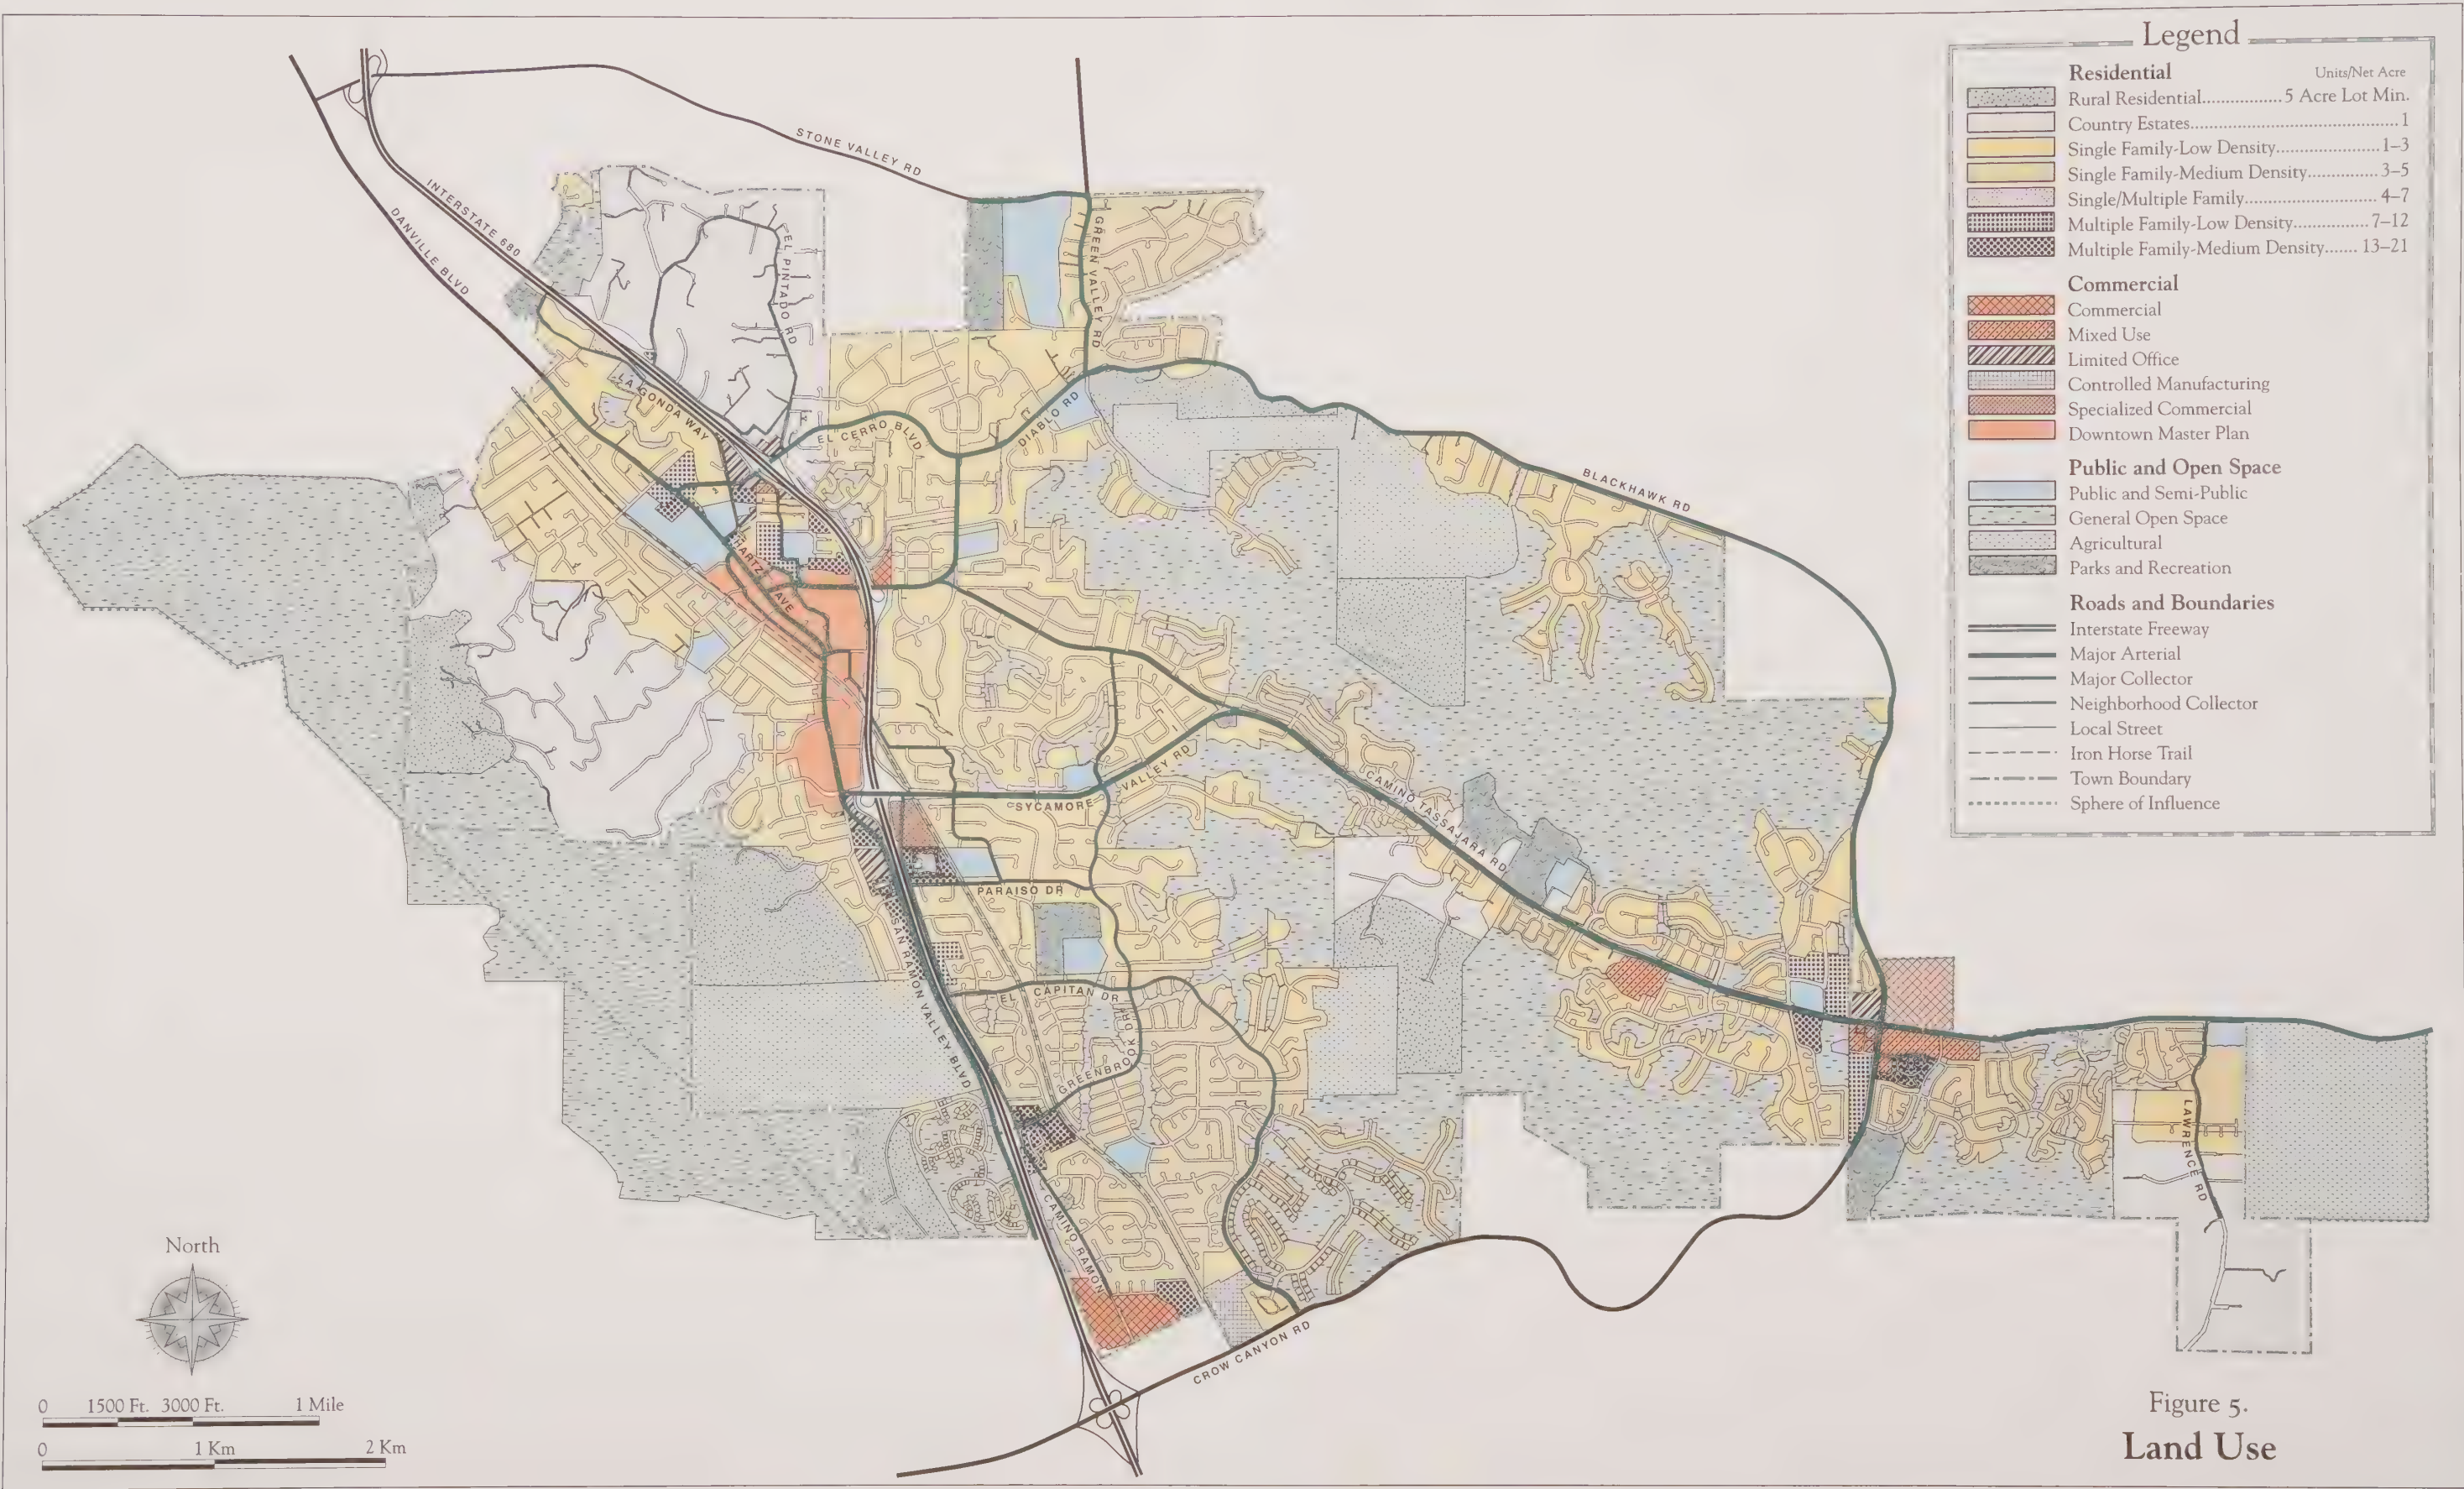 Legend
Residential Units/Net Acre
Rural Residential................5 Acre Lot Min.
Country Estates........................................1
Single Family-Low Density....................1–3
Single Family-Medium Density..............3–5
Single/Multiple Family.........................4–7
Multiple Family-Low Density..............7–12
Multiple Family-Medium Density.......13–21
Commercial
Commercial
Mixed Use
Limited Office
Controlled Manufacturing
Specialized Commercial
Downtown Master Plan
Public and Open Space
Public and Semi-Public
General Open Space
Agricultural
Parks and Recreation
Roads and Boundaries
Interstate Freeway
Major Arterial
Major Collector
Neighborhood Collector
Local Street
Iron Horse Trail
Town Boundary
Sphere of Influence
STONE VALLEY RD
INTERSTATE 680
DANVILLE BLVD
EL PINTADO RD
GREEN VALLEY RD
LA GONDA WAY
EL CERRO BLVD
DIABLO RD
BLACKHAWK RD
HARTZ AVE
SYCAMORE VALLEY RD
CAMINO TASSAJARA RD
PARAISO DR
SAN RAMON VALLEY BLVD
EL CAPITAN DR
GREENBROOK DR
CAMINO RAMON
LAWRENCE RD
CROW CANYON RD
North
0 1500 Ft. 3000 Ft. 1 Mile
0 1 Km 2 Km
Figure 5.
Land Use